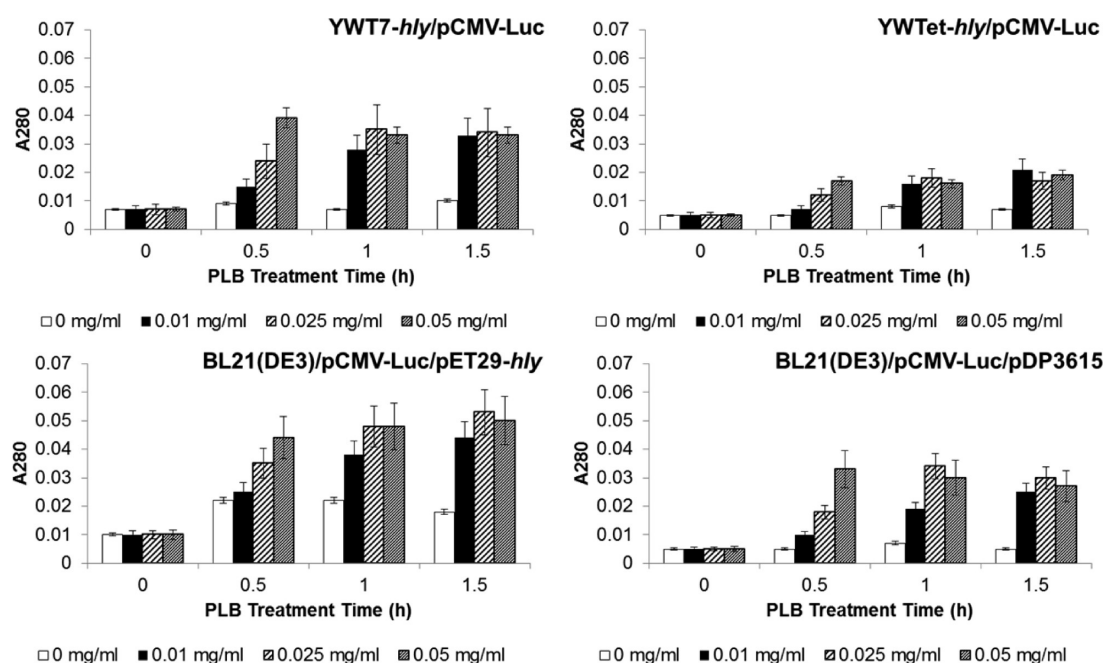 YWT7-hly/pCMV-Luc
0.07
0.06
0.05
0.04
0.03
0.02
0.01
0
A280
0 0.5 1 1.5
PLB Treatment Time (h)
0 mg/ml 0.01 mg/ml 0.025 mg/ml 0.05 mg/ml
YWTet-hly/pCMV-Luc
0.07
0.06
0.05
0.04
0.03
0.02
0.01
0
A280
0 0.5 1 1.5
PLB Treatment Time (h)
0 mg/ml 0.01 mg/ml 0.025 mg/ml 0.05 mg/ml
BL21(DE3)/pCMV-Luc/pET29-hly
0.07
0.06
0.05
0.04
0.03
0.02
0.01
0
A280
0 0.5 1 1.5
PLB Treatment Time (h)
0 mg/ml 0.01 mg/ml 0.025 mg/ml 0.05 mg/ml
BL21(DE3)/pCMV-Luc/pDP3615
0.07
0.06
0.05
0.04
0.03
0.02
0.01
0
A280
0 0.5 1 1.5
PLB Treatment Time (h)
0 mg/ml 0.01 mg/ml 0.025 mg/ml 0.05 mg/ml